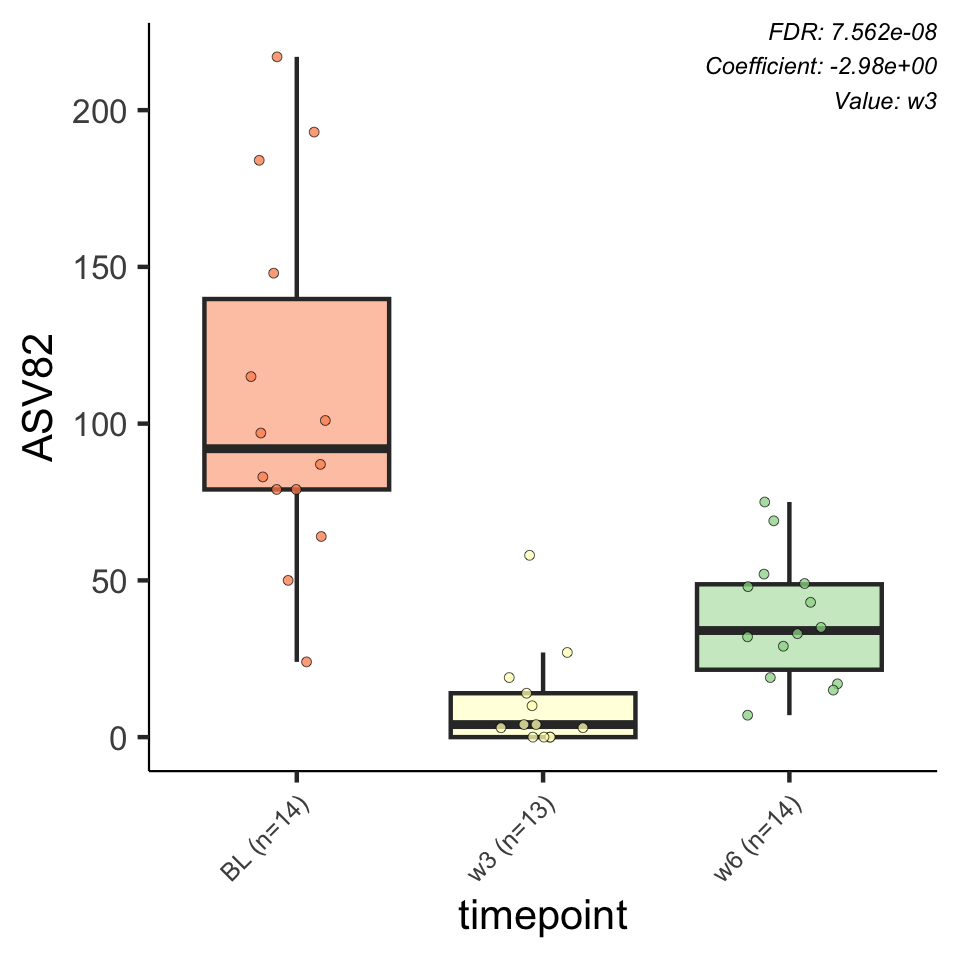 FDR: 7.562e-08
Coefficient: -2.98e+00
Value: w3
ASV82
200
150
100
50
0
BL (n=14)
w3 (n=13)
w6 (n=14)
timepoint